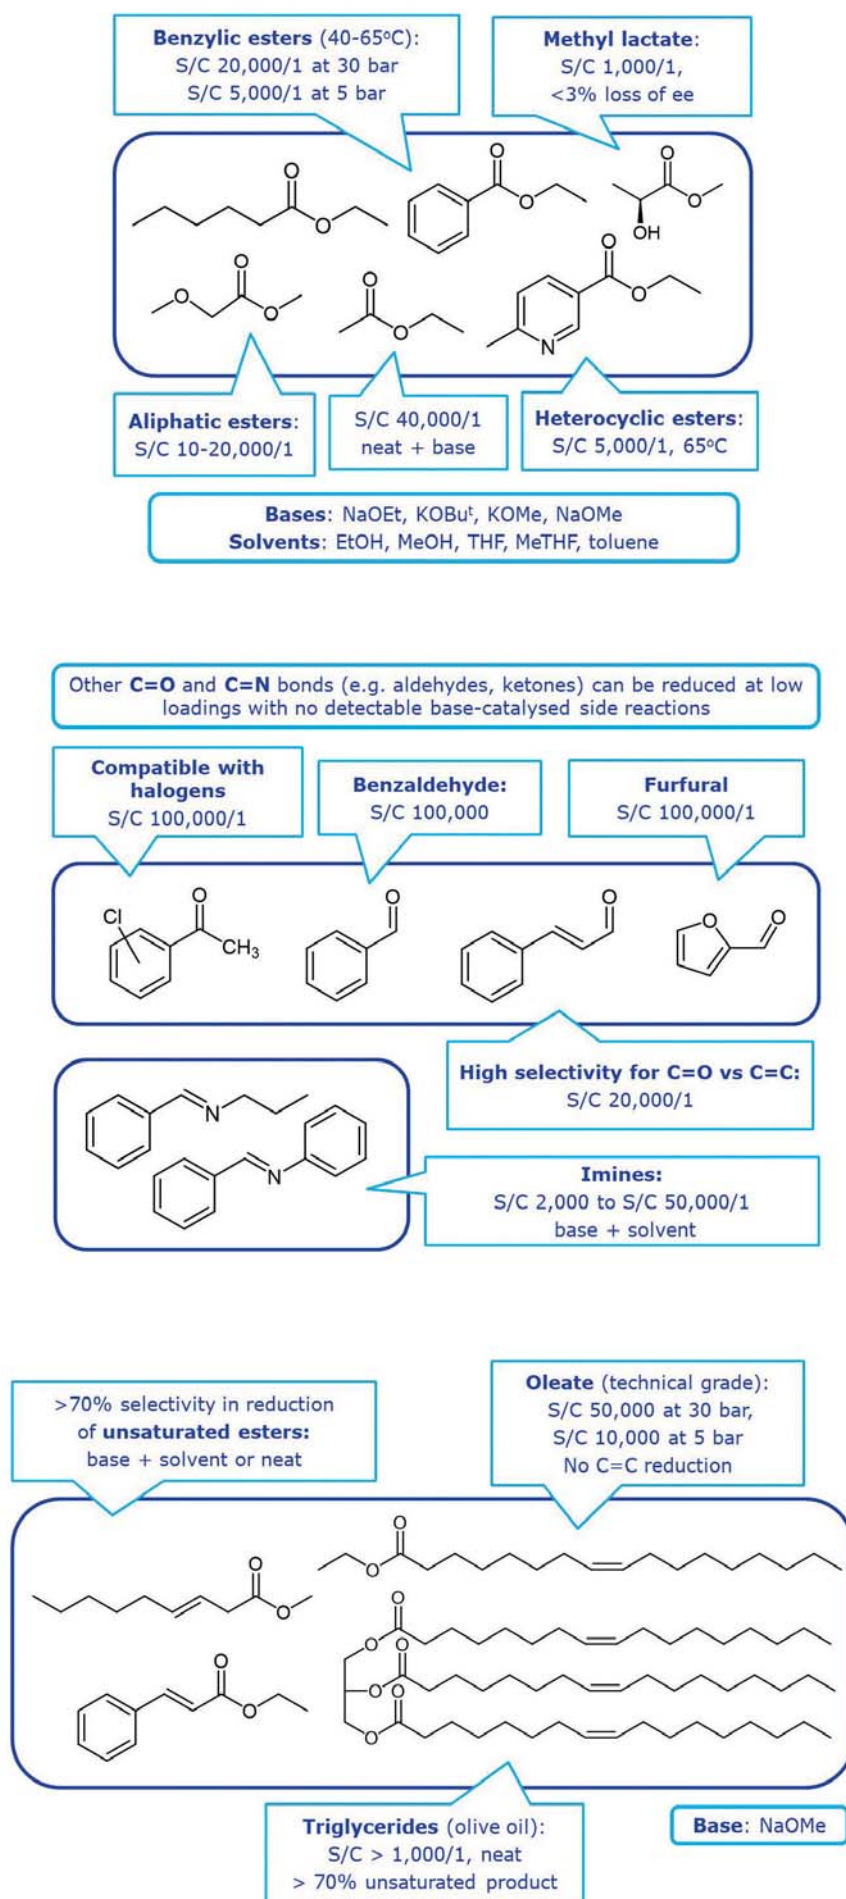 Benzylic esters (40-65°C):
S/C 20,000/1 at 30 bar
S/C 5,000/1 at 5 bar
Methyl lactate:
S/C 1,000/1,
<3% loss of ee
O
O
O
O
O
O
OH
O
O
O
O
O
O
O
N
Aliphatic esters:
S/C 10-20,000/1
S/C 40,000/1
neat + base
Heterocyclic esters:
S/C 5,000/1, 65°C
Bases: NaOEt, KOBuᵗ, KOMe, NaOMe
Solvents: EtOH, MeOH, THF, MeTHF, toluene
Other C=O and C=N bonds (e.g. aldehydes, ketones) can be reduced at low
loadings with no detectable base-catalysed side reactions
Compatible with
halogens
S/C 100,000/1
Benzaldehyde:
S/C 100,000
Furfural
S/C 100,000/1
Cl
O
CH₃
O
O
O
O
High selectivity for C=O vs C=C:
S/C 20,000/1
N
N
Imines:
S/C 2,000 to S/C 50,000/1
base + solvent
>70% selectivity in reduction
of unsaturated esters:
base + solvent or neat
Oleate (technical grade):
S/C 50,000 at 30 bar,
S/C 10,000 at 5 bar
No C=C reduction
O
O
O
O
O
O
O
O
O
O
O
O
Triglycerides (olive oil):
S/C > 1,000/1, neat
> 70% unsaturated product
Base: NaOMe